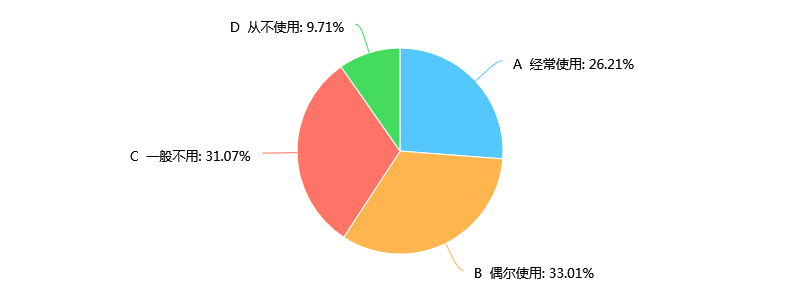 D 从不使用: 9.71%
A 经常使用: 26.21%
C 一般不用: 31.07%
B 偶尔使用: 33.01%